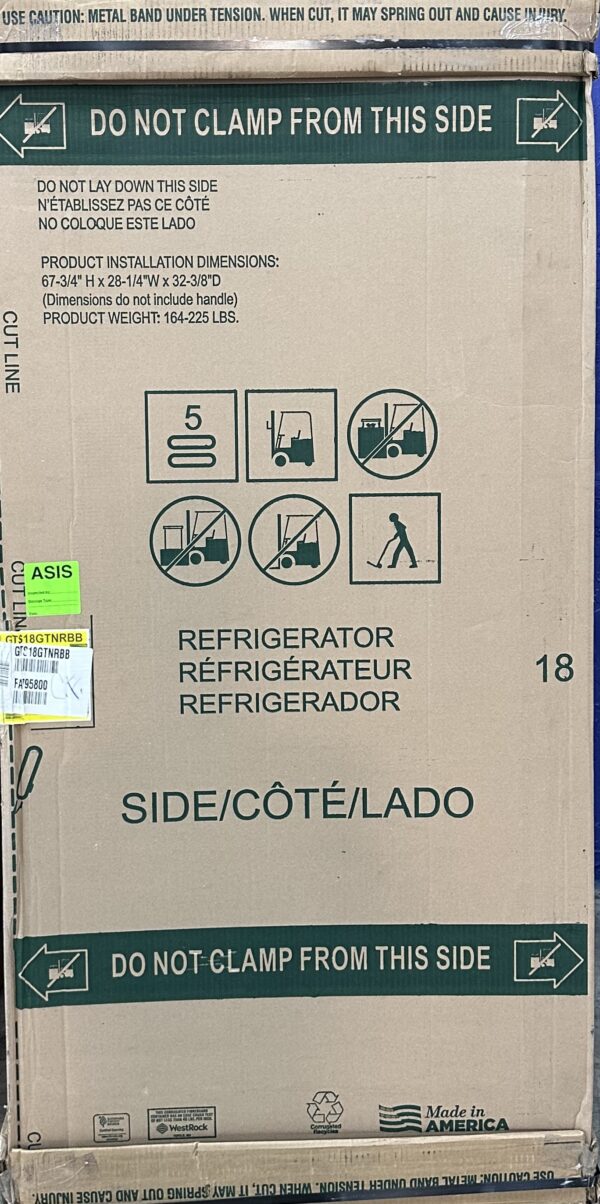 USE CAUTION: METAL BAND UNDER TENSION. WHEN CUT, IT MAY SPRING OUT AND CAUSE INJURY.
DO NOT CLAMP FROM THIS SIDE
DO NOT LAY DOWN THIS SIDE
N'ÉTABLISSEZ PAS CE CÔTÉ
NO COLOQUE ESTE LADO
PRODUCT INSTALLATION DIMENSIONS:
67-3/4" H x 28-1/4"W x 32-3/8"D
(Dimensions do not include handle)
PRODUCT WEIGHT: 164-225 LBS.
CUT LINE
5
CUT LIN
ASIS
GTS18GTNRBB
GTS18GTNRBB
FA795800
REFRIGERATOR
RÉFRIGÉRATEUR
REFRIGERADOR
18
SIDE/CÔTÉ/LADO
DO NOT CLAMP FROM THIS SIDE
WestRock
Corrugated
Recycles
Made in
AMERICA
CU
USE CAUTION: METAL BAND UNDER TENSION. WHEN CUT, IT MAY SPRING OUT AND CAUSE INJURY.